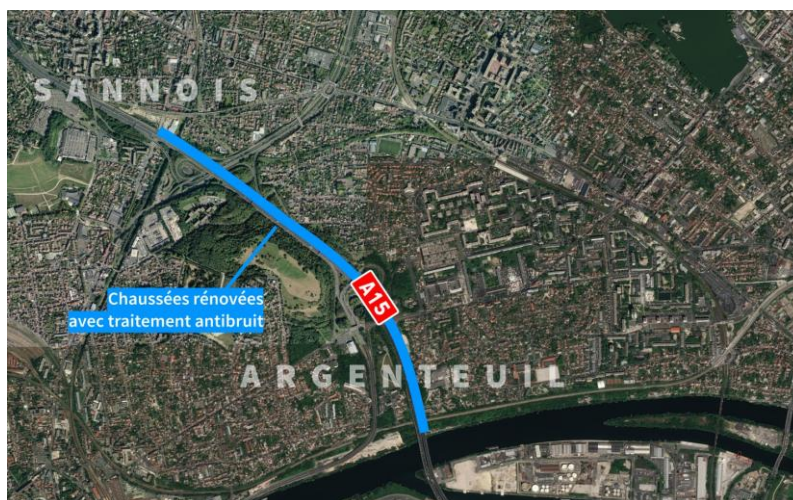 SANNOIS
Chaussées rénovées
avec traitement antibruit
A15
ARGENTEUIL